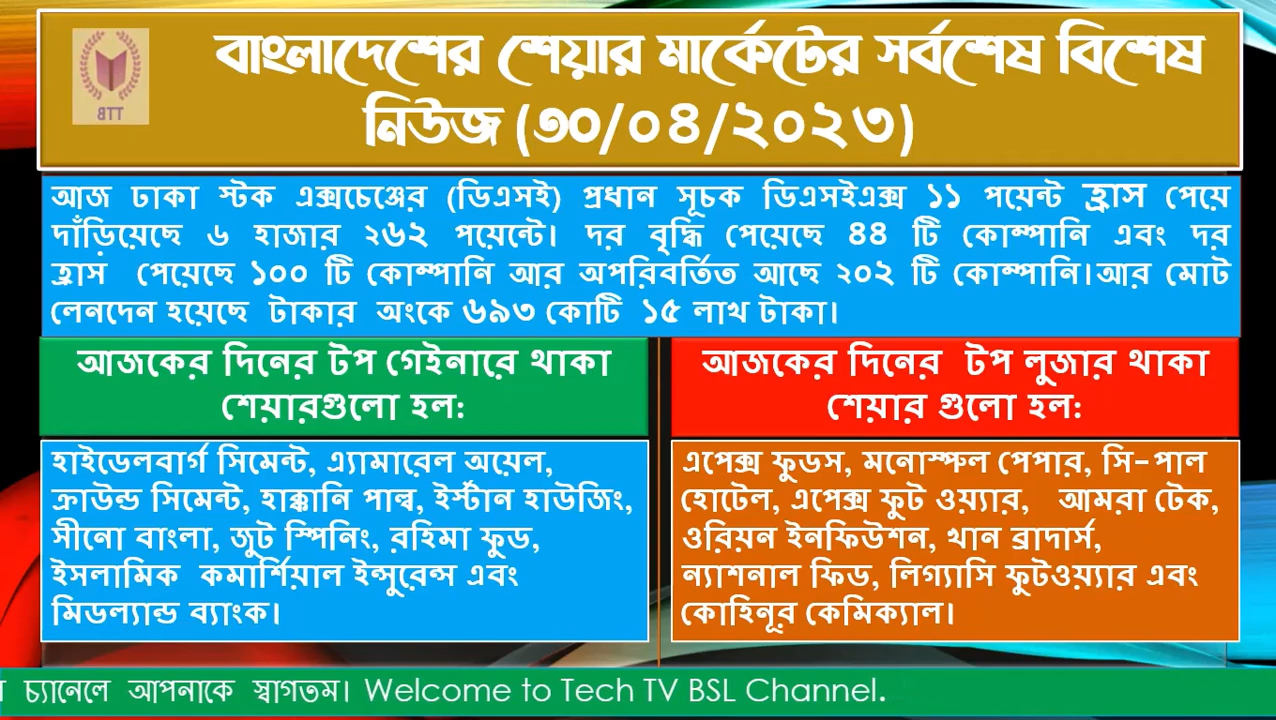 বাংলাদেশের শেয়ার মার্কেটের সর্বশেষ বিশেষ
নিউজ (৩০/০৪/২০২৩)
BTT
আজ ঢাকা স্টক এক্সচেঞ্জের (ডিএসই) প্রধান সূচক ডিএসইএক্স ১১ পয়েন্ট হ্রাস পেয়ে
দাঁড়িয়েছে ৬ হাজার ২৬২ পয়েন্টে। দর বৃদ্ধি পেয়েছে ৪৪ টি কোম্পানি এবং দর
হ্রাস পেয়েছে ১০০ টি কোম্পানি আর অপরিবর্তিত আছে ২০২ টি কোম্পানি।আর মোট
লেনদেন হয়েছে টাকার অংকে ৬৯৩ কোটি ১৫ লাখ টাকা।
আজকের দিনের টপ গেইনারে থাকা
শেয়ারগুলো হল:
হাইডেলবার্গ সিমেন্ট, এ্যামারেল অয়েল,
ক্রাউন্ড সিমেন্ট, হাক্কানি পাল্ব, ইর্স্টান হাউজিং,
সীনো বাংলা, জুট স্পিনিং, রহিমা ফুড,
ইসলামিক কমার্শিয়াল ইন্সুরেন্স এবং
মিডল্যান্ড ব্যাংক।
আজকের দিনের টপ লুজার থাকা
শেয়ার গুলো হল:
এপেক্স ফুডস, মনোস্পুল পেপার, সি-পাল
হোটেল, এপেক্স ফুট ওয়্যার, আমরা টেক,
ওরিয়ন ইনফিউশন, খান ব্রাদার্স,
ন্যাশনাল ফিড, লিগ্যাসি ফুটওয়্যার এবং
কোহিনূর কেমিক্যাল।
চ্যানেলে আপনাকে স্বাগতম। Welcome to Tech TV BSL Channel.